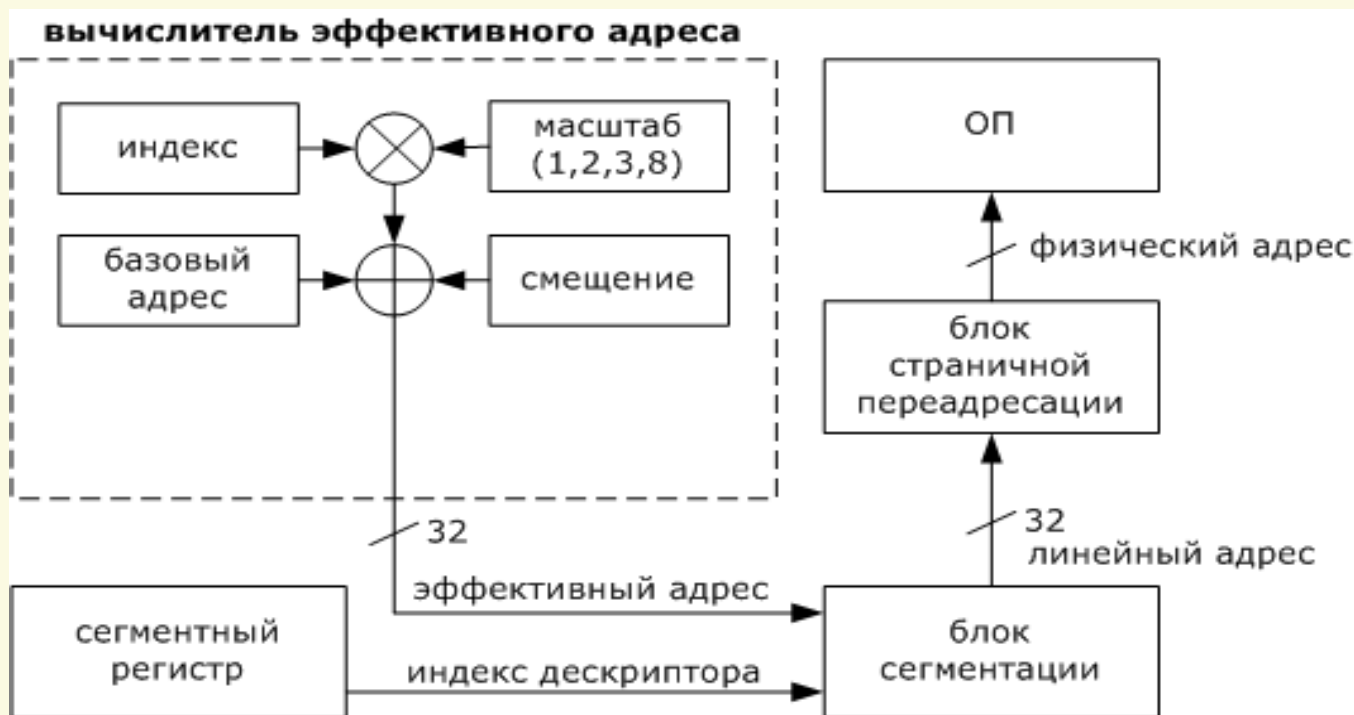 вычислитель эффективного адреса
индекс
масштаб
(1,2,3,8)
базовый
адрес
смещение
ОП
физический адрес
блок
страничной
переадресации
32
линейный адрес
32
эффективный адрес
сегментный
регистр
индекс дескриптора
блок
сегментации